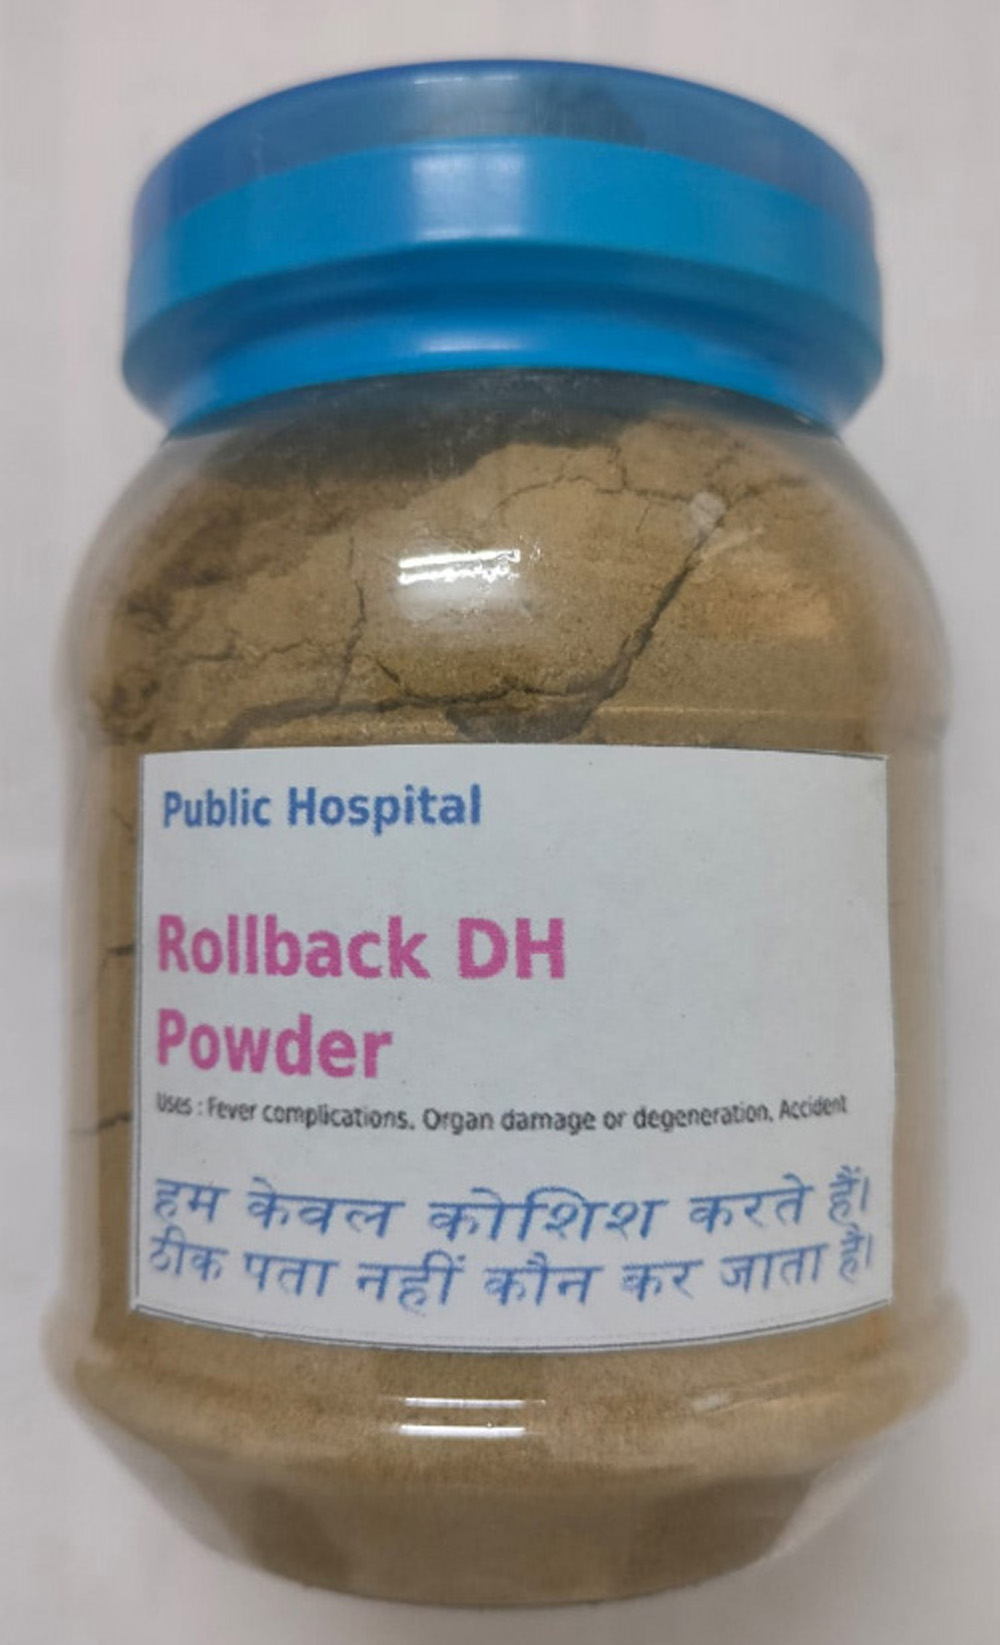 Public Hospital
Rollback DH
Powder
Uses : Fever complications, Organ damage or degeneration, Accident
हम केवल कोशिश करते हैं।
ठीक पता नहीं कौन कर जाता है।